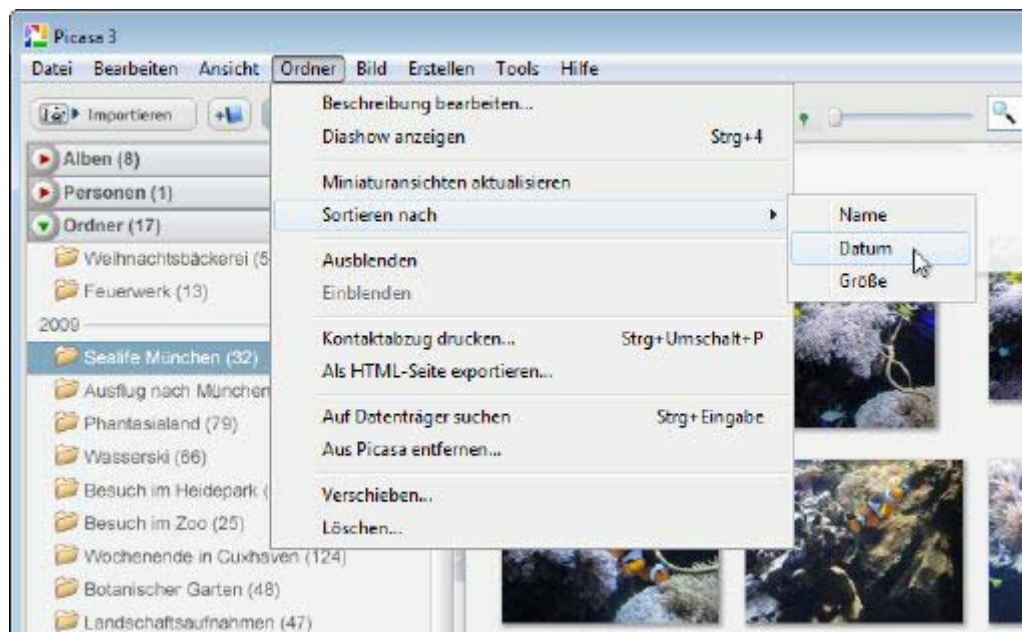 Picasa 3
Datei Bearbeiten Ansicht Ordner Bild Erstellen Tools Hilfe
Importieren
Alben (8)
Personen (1)
Ordner (17)
Weihnachtsbäckerei (5
Feuerwerk (13)
2009
Sealife München (32)
Ausflug nach München
Phantasialand (79)
Wasserski (66)
Besuch im Heidepark (
Besuch im Zoo (25)
Wochenende in Cuxhaven (124)
Botanischer Garten (48)
Landschaftsaufnahmen (47)
Beschreibung bearbeiten...
Diashow anzeigen Strg+4
Miniaturansichten aktualisieren
Sortieren nach
Ausblenden
Einblenden
Kontaktabzug drucken... Strg+Umschalt+P
Als HTML-Seite exportieren...
Auf Datenträger suchen Strg+Eingabe
Aus Picasa entfernen...
Verschieben...
Löschen...
Name
Datum
Größe